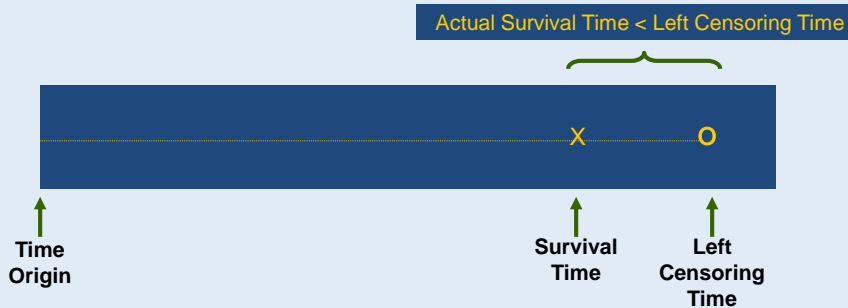 Actual Survival Time < Left Censoring Time
X O
Time
Origin
Survival
Time
Left
Censoring
Time